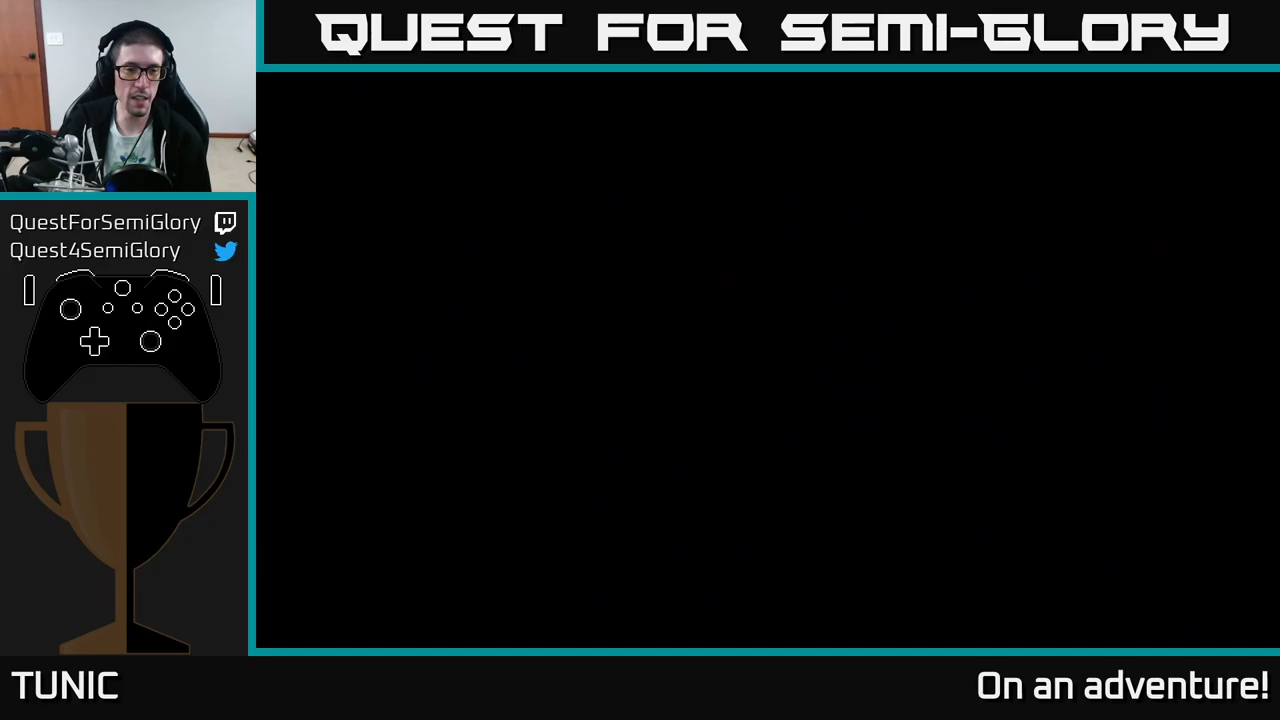 QUEST FOR SEMI-GLORY
QuestForSemiGlory
Quest4SemiGlory
TUNIC
On an adventure!